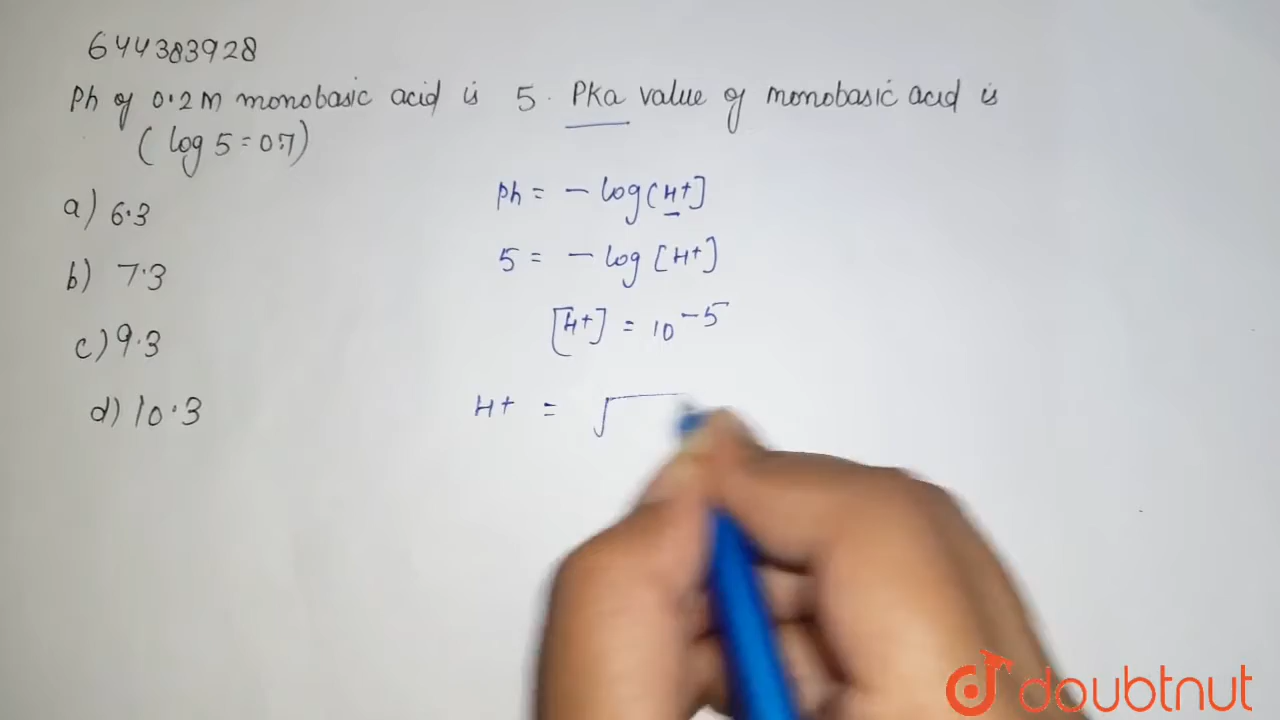 644383928
Ph of 0.2M monobasic acid is 5. PKa value of monobasic acid is
(log 5 = 0.7)
a) 6.3
b) 7.3
c) 9.3
d) 10.3
Ph = - log [H+]
5 = - log [H+]
[H+] = 10^-5
H+ = √
doubtnut